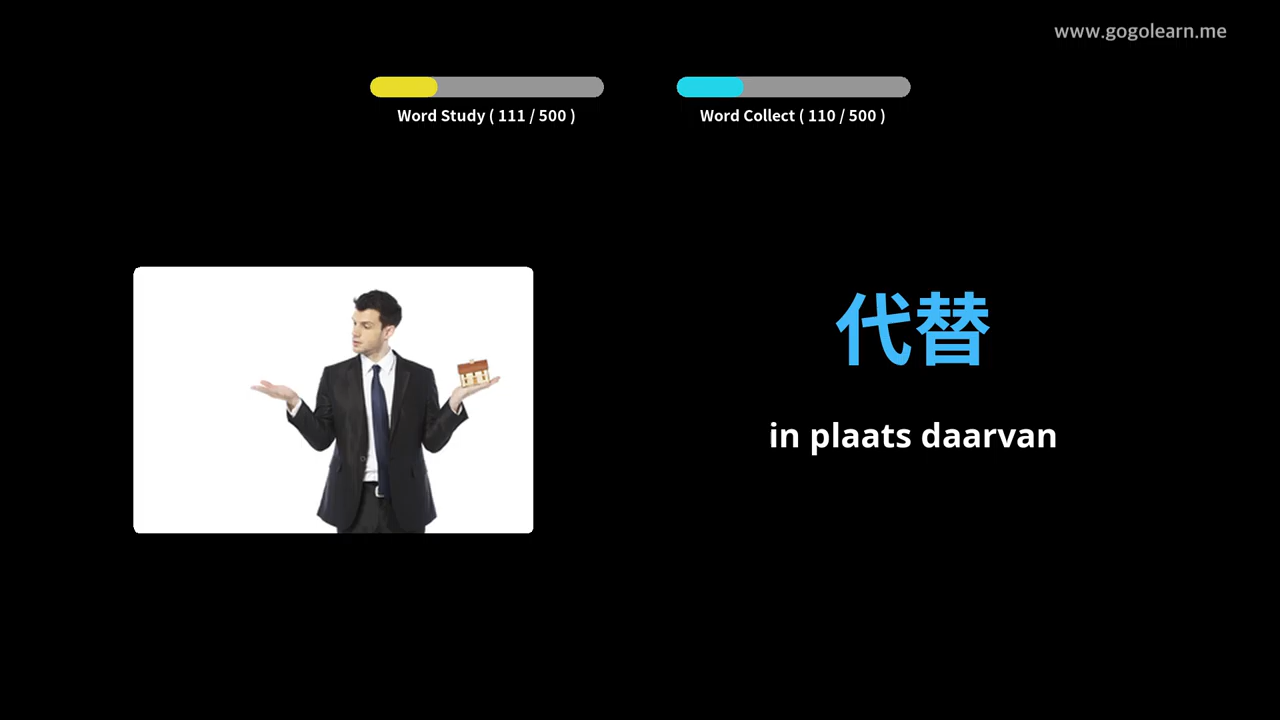 www.gogolearn.me
Word Study ( 111 / 500 )
Word Collect ( 110 / 500 )
代替
in plaats daarvan